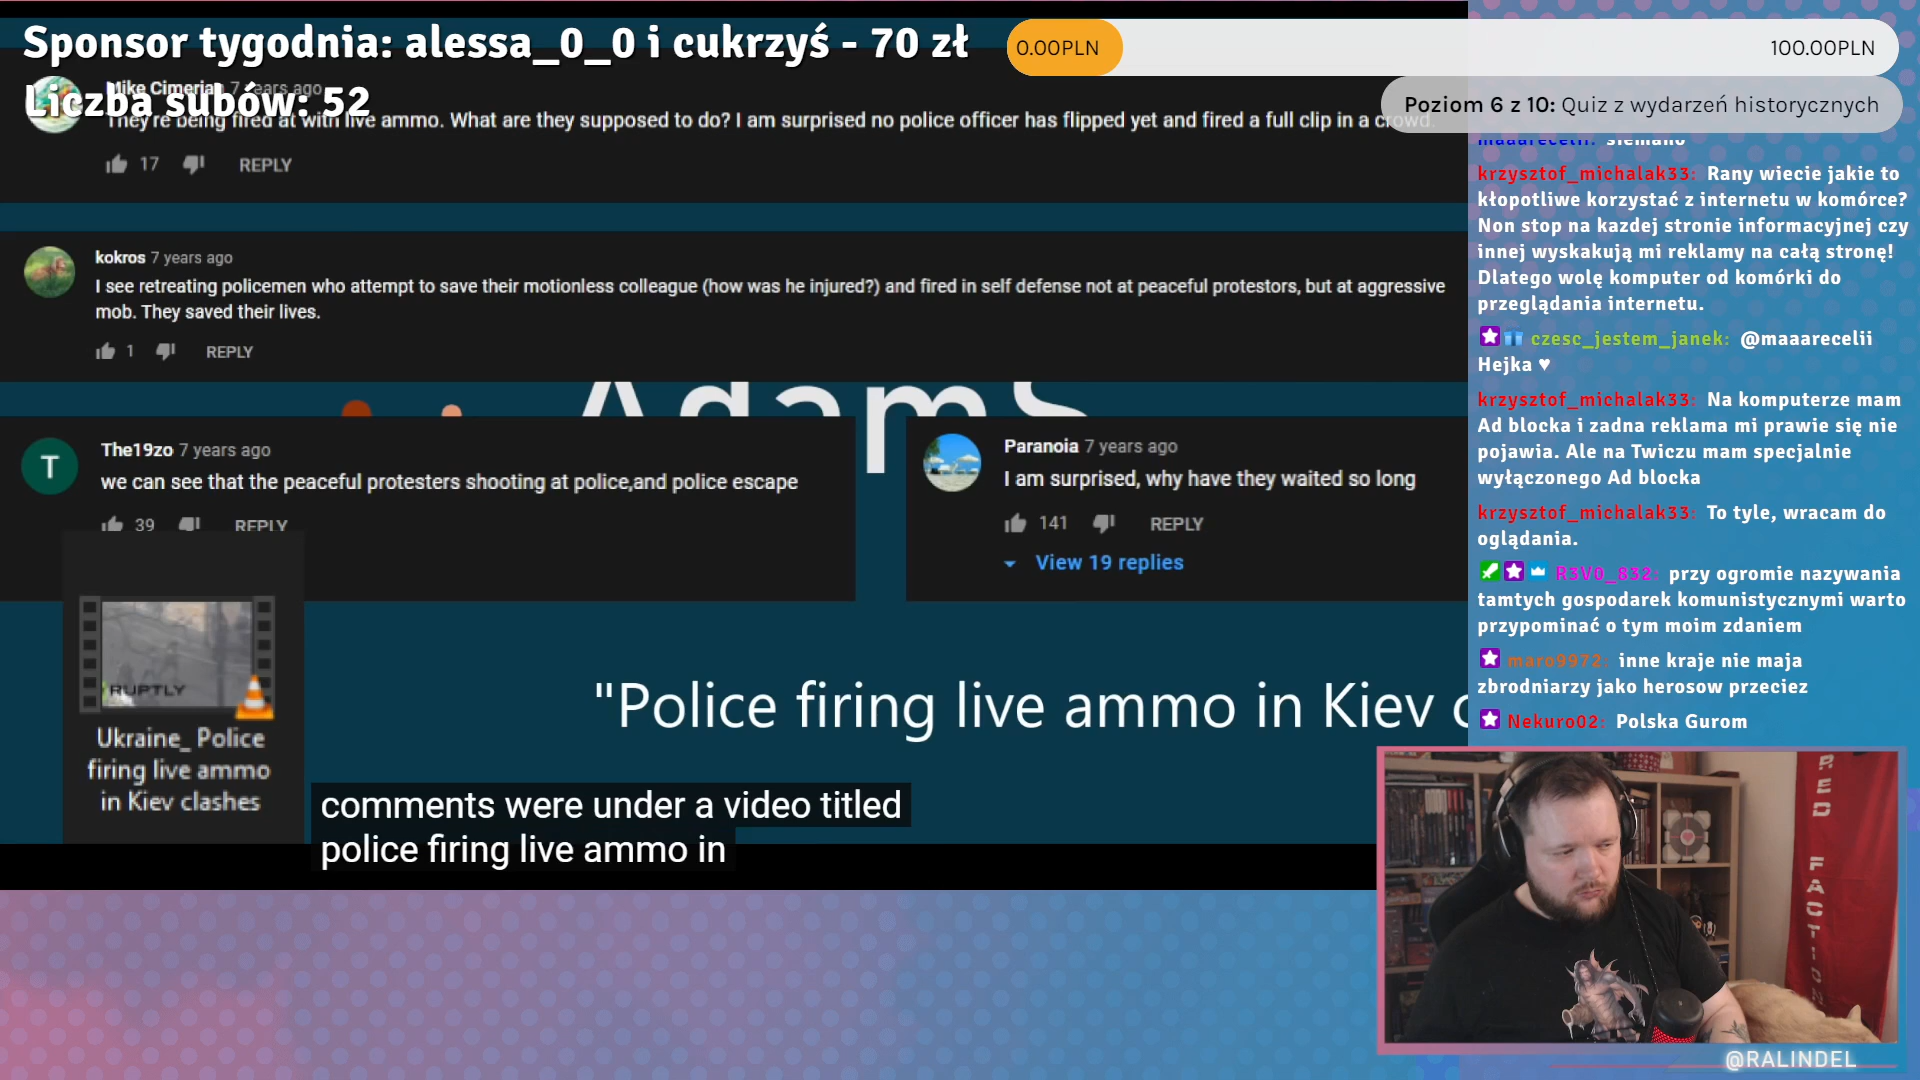 Sponsor tygodnia: alessa_0_0 i cukrzyś - 70 zł
0.00PLN
100.00PLN
Liczba subów: 52
Poziom 6 z 10: Quiz z wydarzeń historycznych
Mike Cimerian 7 years ago
They're being fired at with live ammo. What are they supposed to do? I am surprised no police officer has flipped yet and fired a full clip in a crowd.
17 REPLY
kokros 7 years ago
I see retreating policemen who attempt to save their motionless colleague (how was he injured?) and fired in self defense not at peaceful protestors, but at aggressive
mob. They saved their lives.
1 REPLY
Adams
T
The19zo 7 years ago
we can see that the peaceful protesters shooting at police,and police escape
39 REPLY
Paranoia 7 years ago
I am surprised, why have they waited so long
141 REPLY
View 19 replies
RUPTLY
Ukraine_ Police
firing live ammo
in Kiev clashes
"Police firing live ammo in Kiev c
comments were under a video titled
police firing live ammo in
maaarecelii: siemano
krzysztof_michalak33: Rany wiecie jakie to
kłopotliwe korzystać z internetu w komórce?
Non stop na kazdej stronie informacyjnej czy
innej wyskakują mi reklamy na całą stronę!
Dlatego wolę komputer od komórki do
przeglądania internetu.
czesc_jestem_janek: @maaarecelii
Hejka ♥
krzysztof_michalak33: Na komputerze mam
Ad blocka i zadna reklama mi prawie się nie
pojawia. Ale na Twiczu mam specjalnie
wyłączonego Ad blocka
krzysztof_michalak33: To tyle, wracam do
oglądania.
R3V0_832: przy ogromie nazywania
tamtych gospodarek komunistycznymi warto
przypominać o tym moim zdaniem
maro9972: inne kraje nie maja
zbrodniarzy jako herosow przeciez
Nekuro02: Polska Gurom
RED FACTION
@RALINDEL